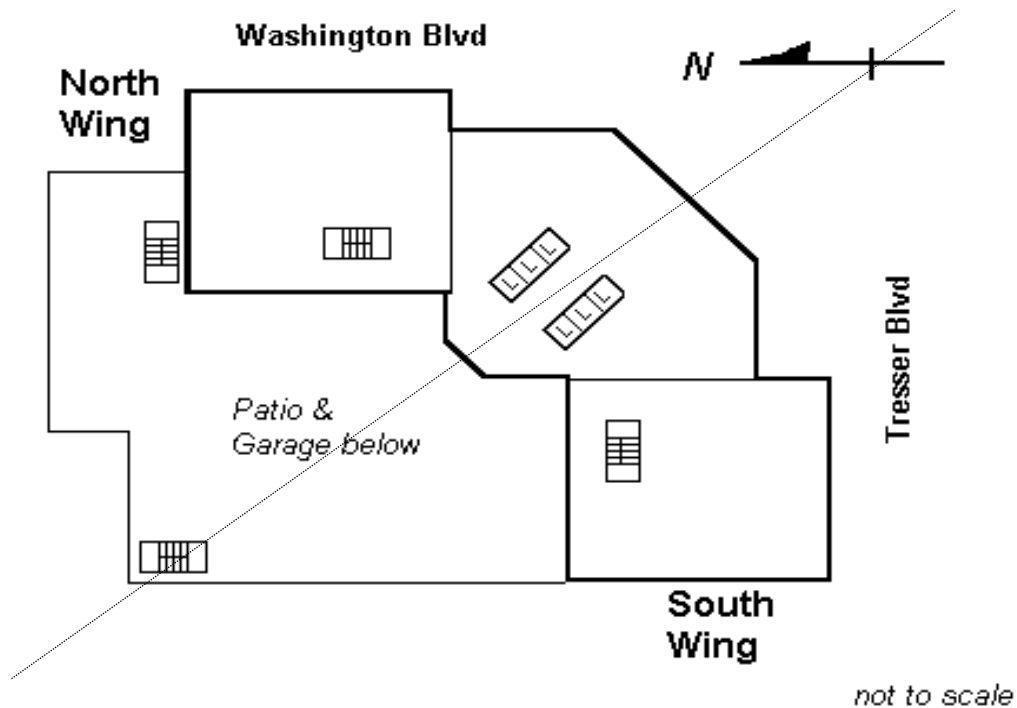 Washington Blvd
N
North
Wing
L L L
L L L
Tresser Blvd
Patio &
Garage below
South
Wing
not to scale